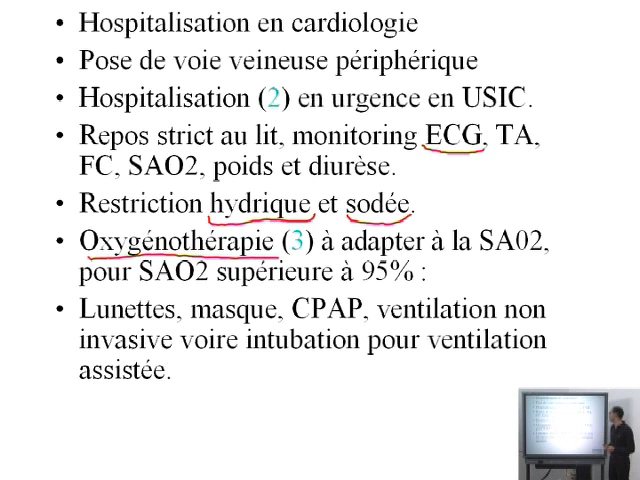 • Hospitalisation en cardiologie
• Pose de voie veineuse périphérique
• Hospitalisation (2) en urgence en USIC.
• Repos strict au lit, monitoring ECG, TA,
FC, SAO2, poids et diurèse.
• Restriction hydrique et sodée.
• Oxygénothérapie (3) à adapter à la SA02,
pour SAO2 supérieure à 95% :
• Lunettes, masque, CPAP, ventilation non
invasive voire intubation pour ventilation
assistée.